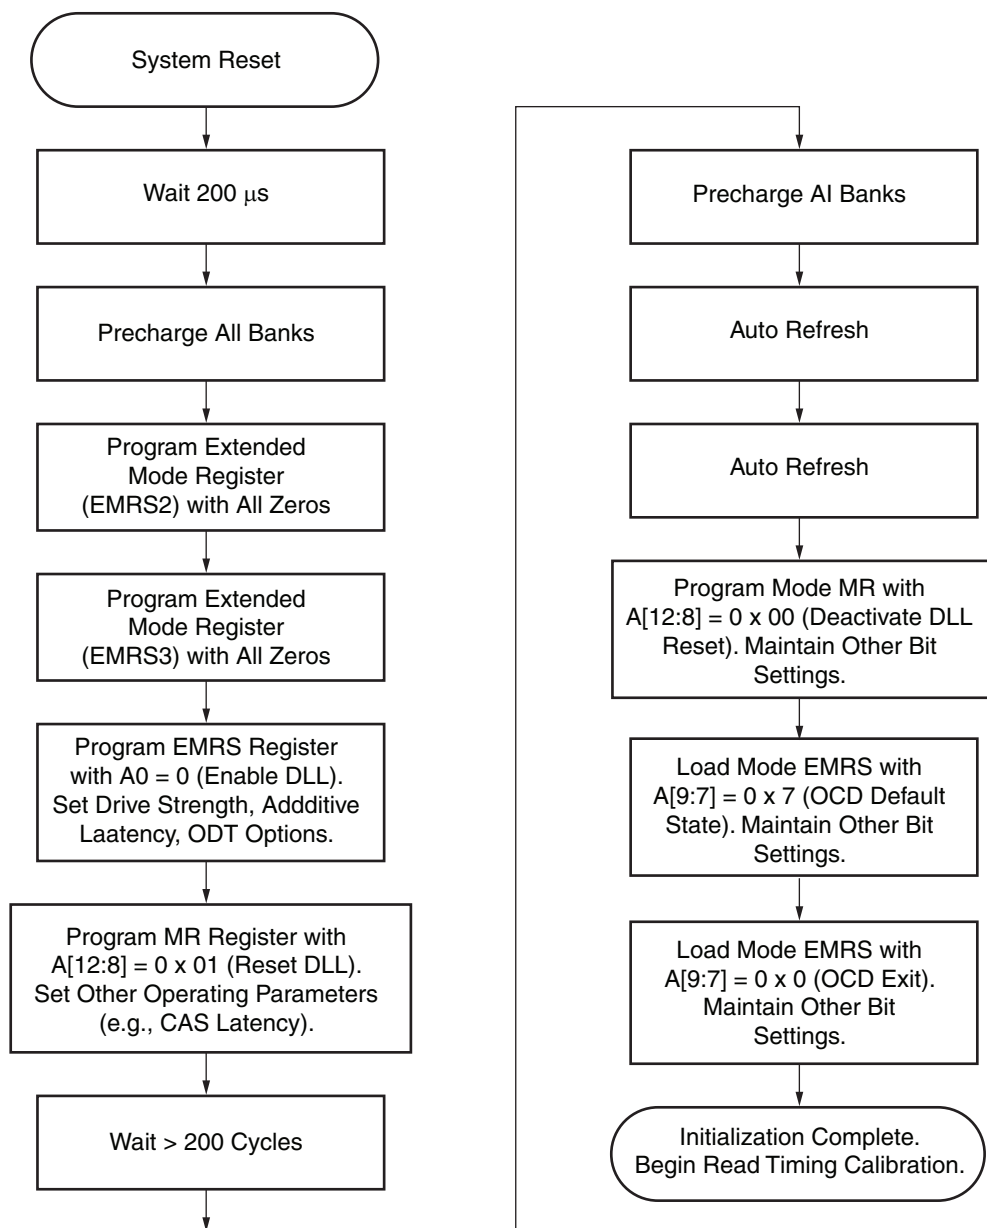 System Reset
Wait 200 μs
Precharge All Banks
Program Extended
Mode Register
(EMRS2) with All Zeros
Program Extended
Mode Register
(EMRS3) with All Zeros
Program EMRS Register
with A0 = 0 (Enable DLL).
Set Drive Strength, Addditive
Laatency, ODT Options.
Program MR Register with
A[12:8] = 0 x 01 (Reset DLL).
Set Other Operating Parameters
(e.g., CAS Latency).
Wait > 200 Cycles
Precharge AI Banks
Auto Refresh
Auto Refresh
Program Mode MR with
A[12:8] = 0 x 00 (Deactivate DLL
Reset). Maintain Other Bit
Settings.
Load Mode EMRS with
A[9:7] = 0 x 7 (OCD Default
State). Maintain Other Bit
Settings.
Load Mode EMRS with
A[9:7] = 0 x 0 (OCD Exit).
Maintain Other Bit
Settings.
Initialization Complete.
Begin Read Timing Calibration.